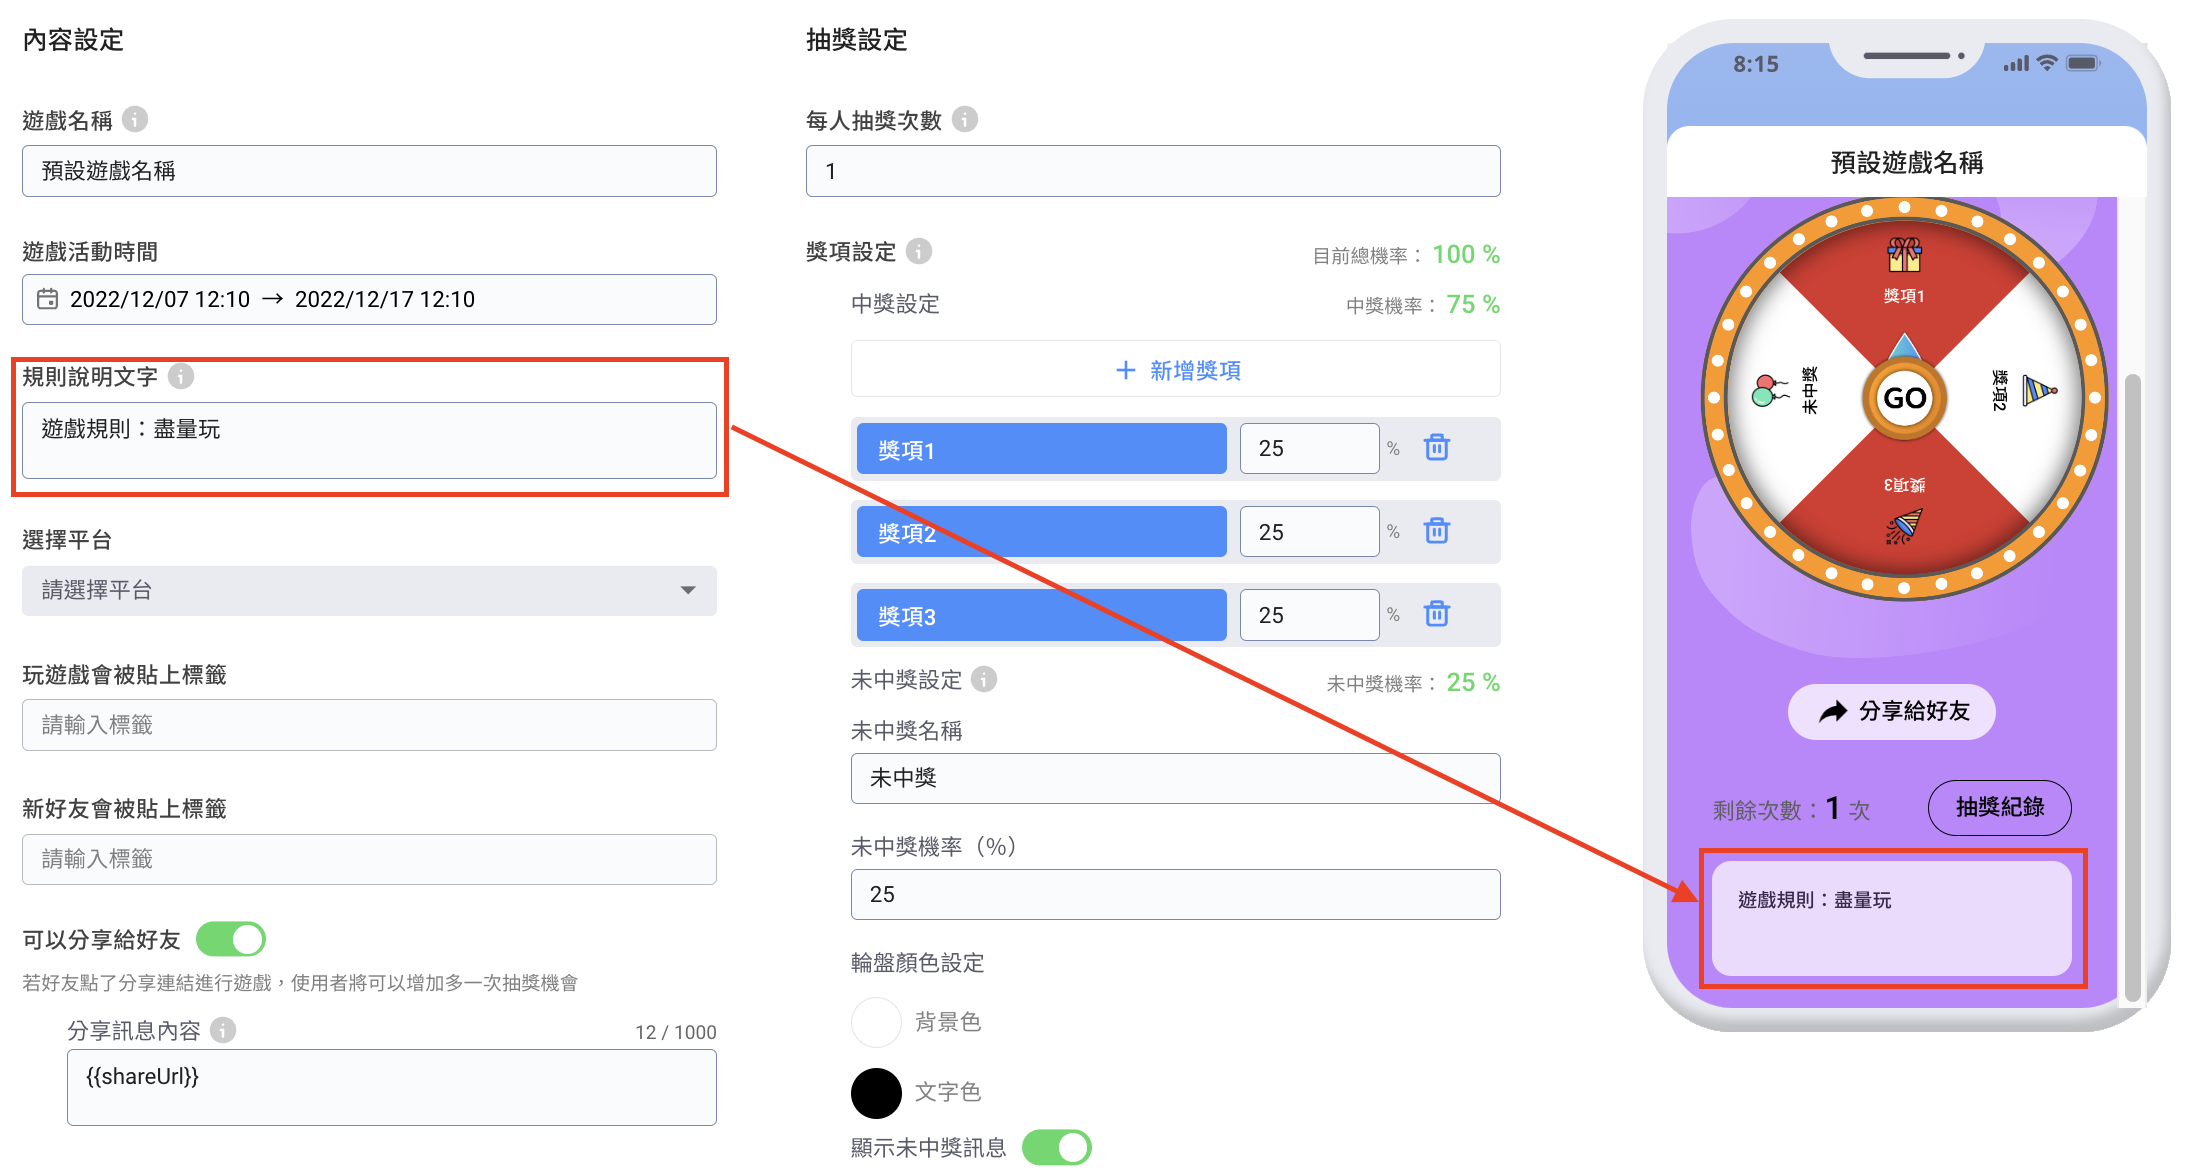 內容設定
遊戲名稱
預設遊戲名稱
遊戲活動時間
2022/12/07 12:10 → 2022/12/17 12:10
規則說明文字
遊戲規則：盡量玩
選擇平台
請選擇平台
玩遊戲會被貼上標籤
請輸入標籤
新好友會被貼上標籤
請輸入標籤
可以分享給好友
若好友點了分享連結進行遊戲，使用者將可以增加多一次抽獎機會
分享訊息內容
12 / 1000
{{shareUrl}}
抽獎設定
每人抽獎次數
1
獎項設定
目前總機率： 100 %
中獎設定
中獎機率： 75 %
+ 新增獎項
獎項1 25 %
獎項2 25 %
獎項3 25 %
未中獎設定
未中獎機率： 25 %
未中獎名稱
未中獎
未中獎機率（%）
25
輪盤顏色設定
背景色
文字色
顯示未中獎訊息
8:15
預設遊戲名稱
獎項1
未中獎
GO
獎項2
獎項3
分享給好友
剩餘次數：1 次
抽獎紀錄
遊戲規則：盡量玩